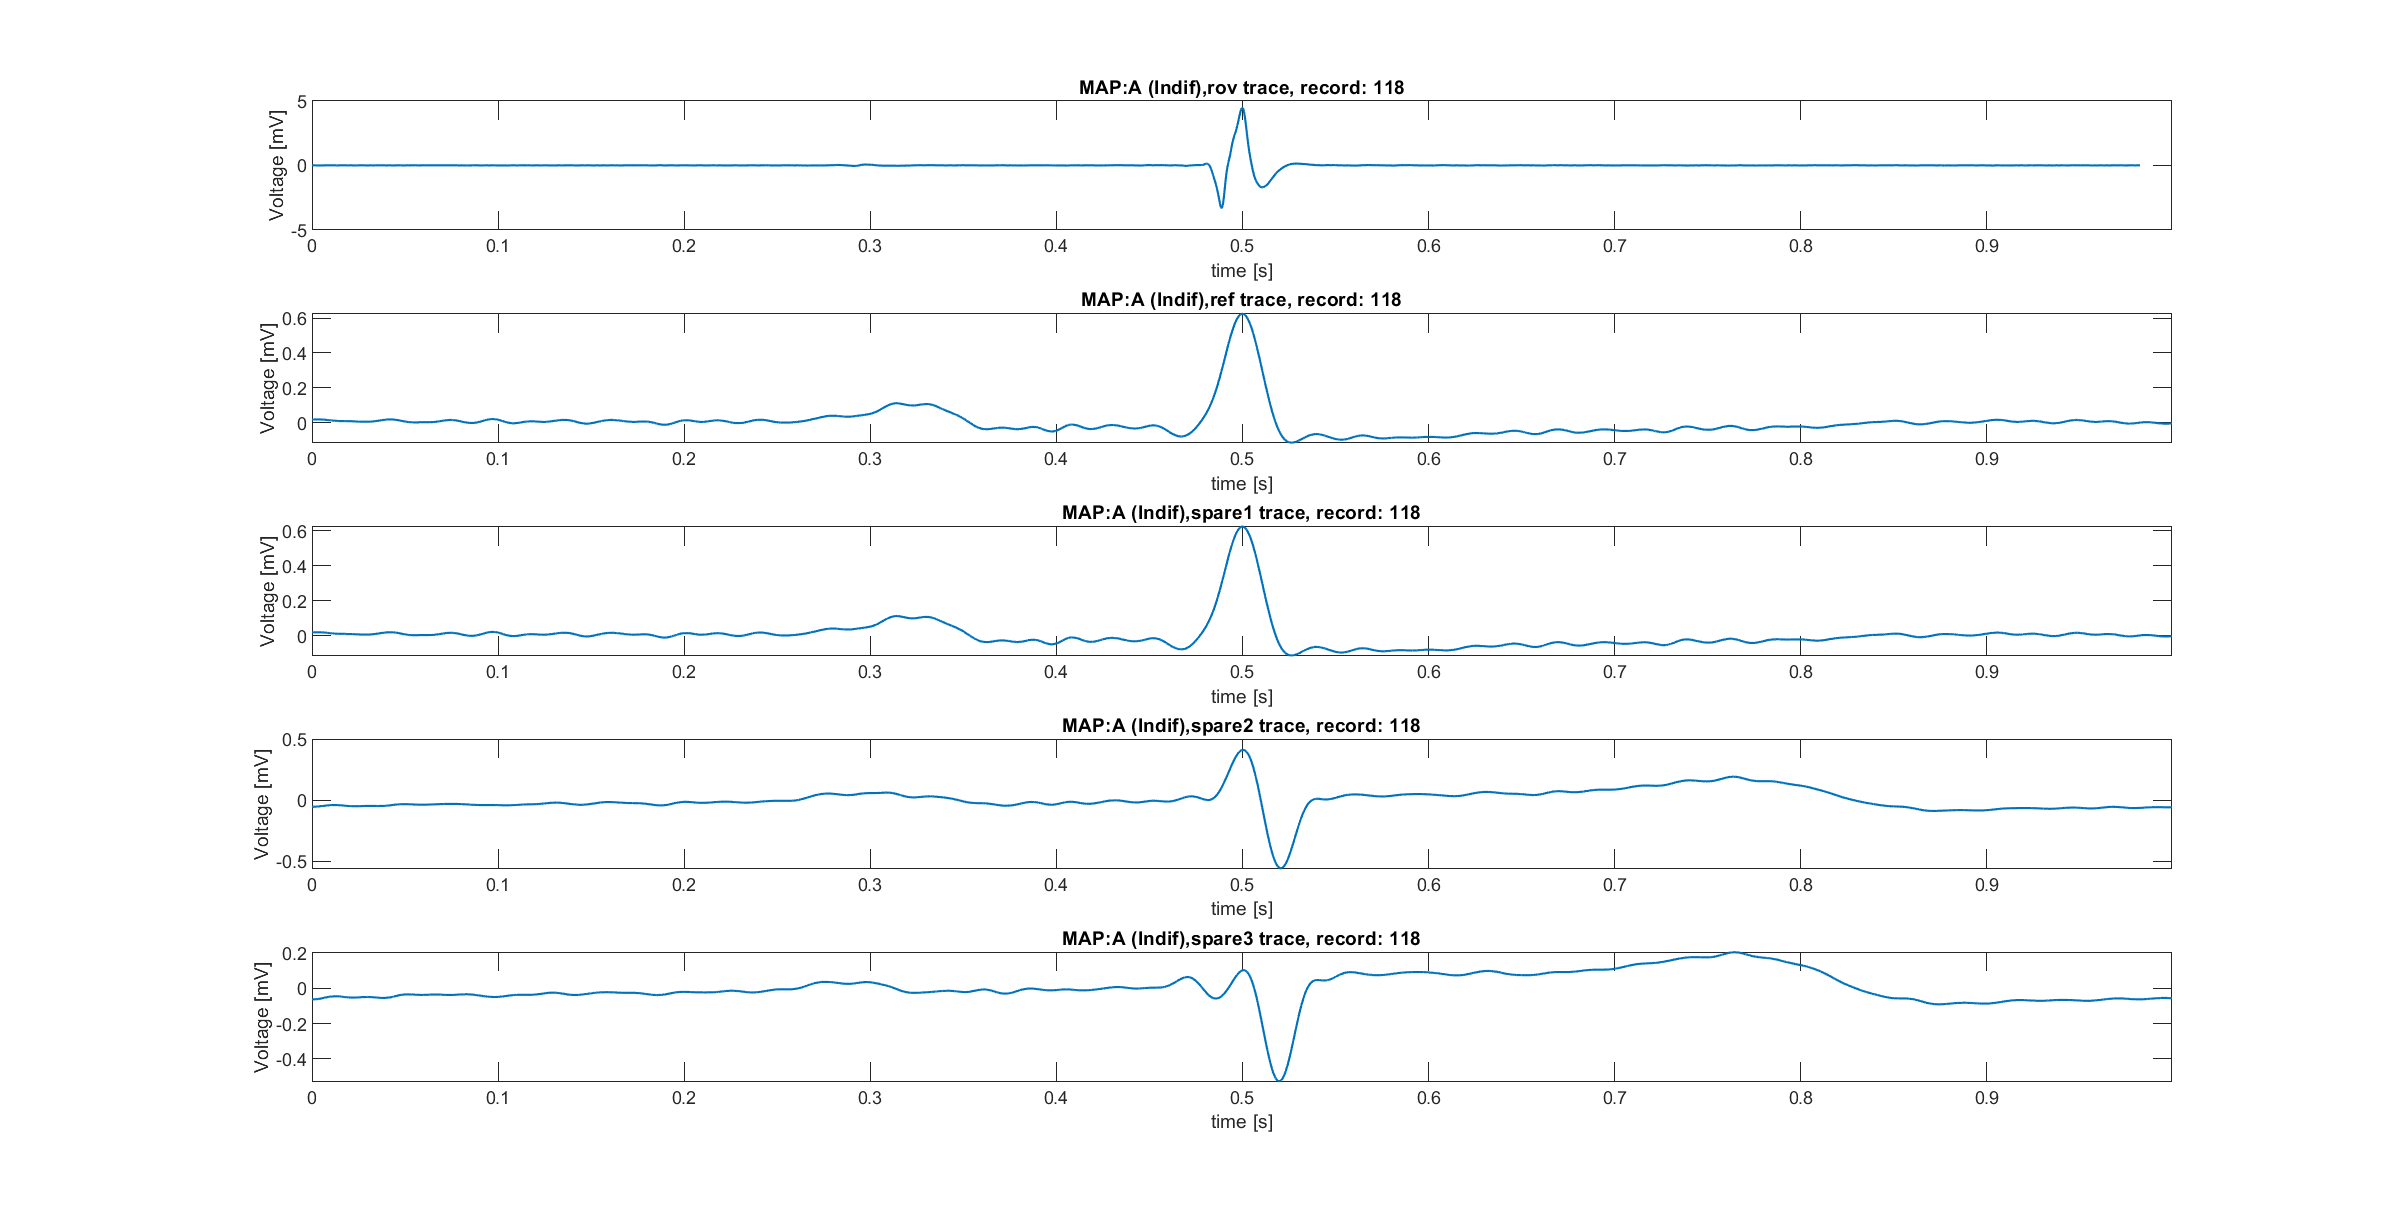 MAP:A (Indif),rov trace, record: 118
Voltage [mV]
5
0
-5
0 0.1 0.2 0.3 0.4 0.5 0.6 0.7 0.8 0.9
time [s]
MAP:A (Indif),ref trace, record: 118
Voltage [mV]
0.6
0.4
0.2
0
0 0.1 0.2 0.3 0.4 0.5 0.6 0.7 0.8 0.9
time [s]
MAP:A (Indif),spare1 trace, record: 118
Voltage [mV]
0.6
0.4
0.2
0
0 0.1 0.2 0.3 0.4 0.5 0.6 0.7 0.8 0.9
time [s]
MAP:A (Indif),spare2 trace, record: 118
Voltage [mV]
0.5
0
-0.5
0 0.1 0.2 0.3 0.4 0.5 0.6 0.7 0.8 0.9
time [s]
MAP:A (Indif),spare3 trace, record: 118
Voltage [mV]
0.2
0
-0.2
-0.4
0 0.1 0.2 0.3 0.4 0.5 0.6 0.7 0.8 0.9
time [s]